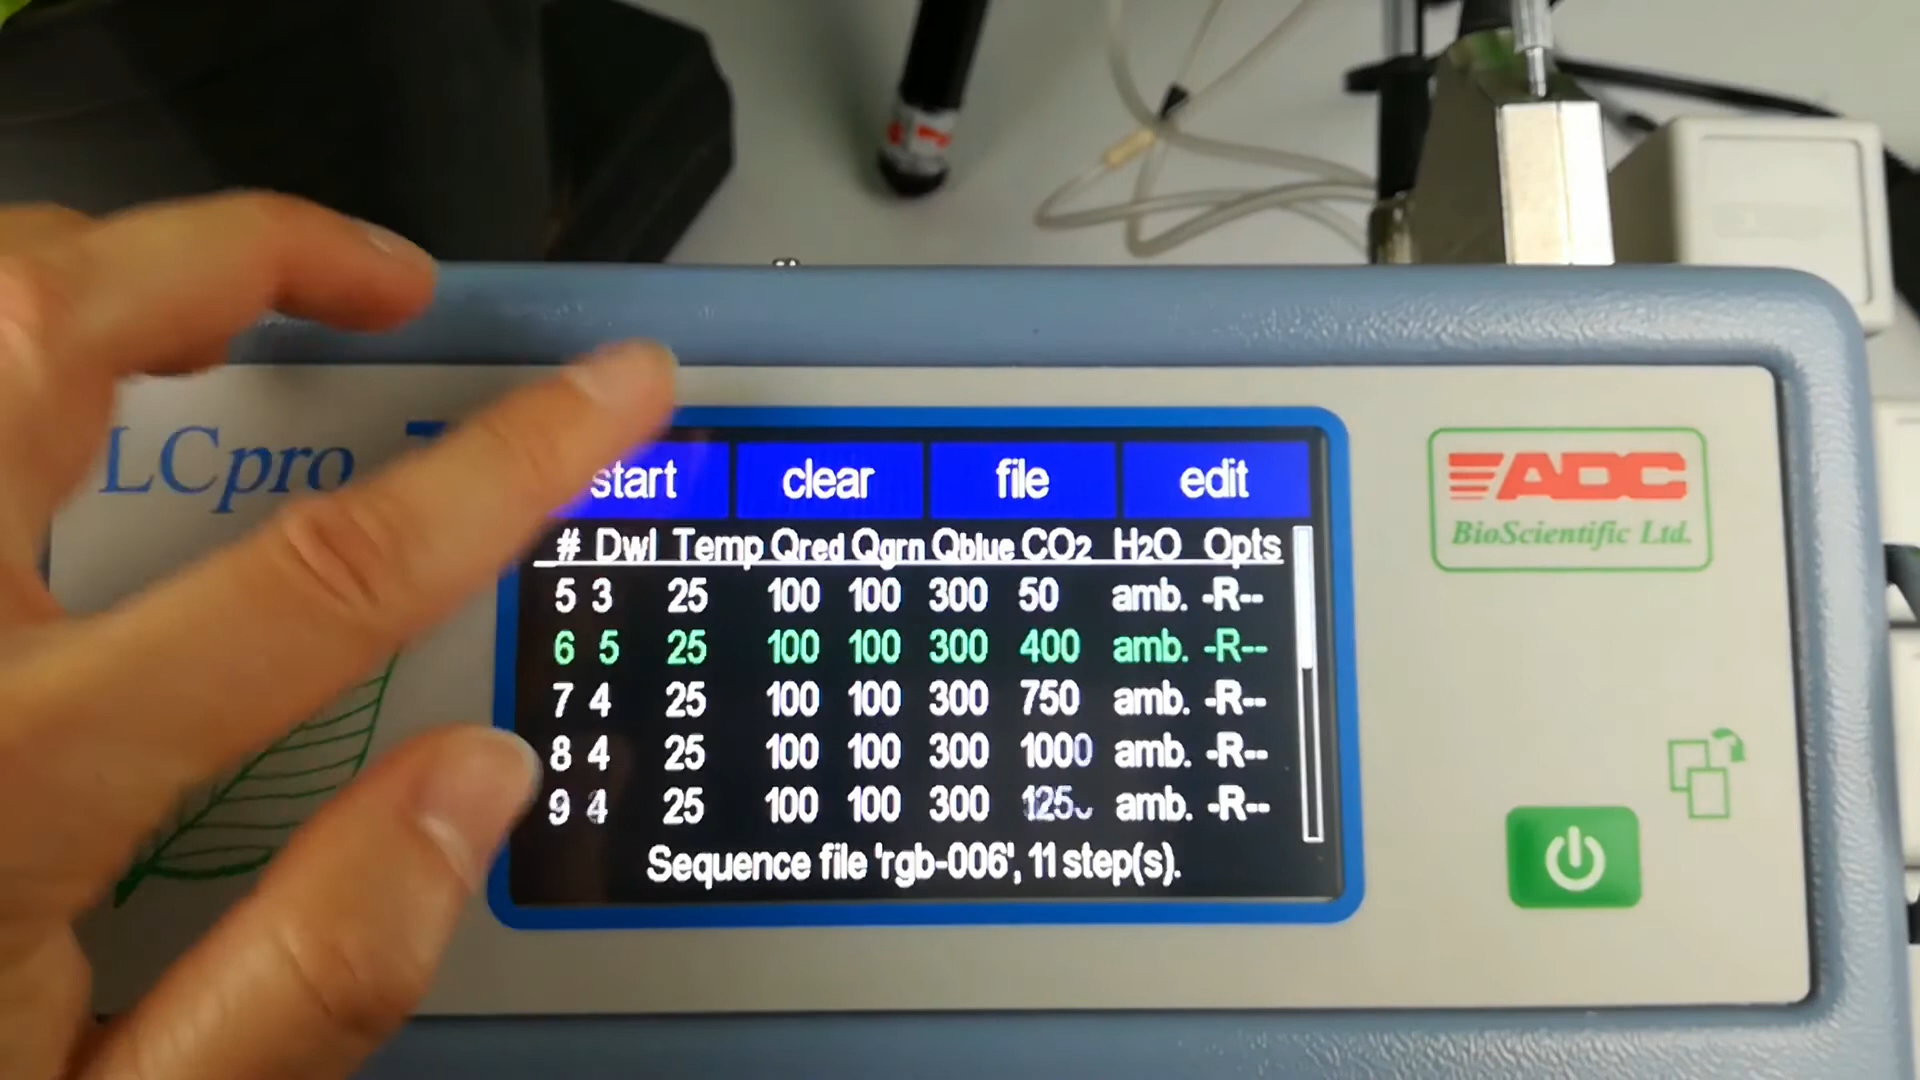 LCpro
ADC
BioScientific Ltd.
start clear file edit
# Dwl Temp Qred Qgrn Qblue CO2 H2O Opts
5 3 25 100 100 300 50 amb. -R--
6 5 25 100 100 300 400 amb. -R--
7 4 25 100 100 300 750 amb. -R--
8 4 25 100 100 300 1000 amb. -R--
9 4 25 100 100 300 amb. -R--
Sequence file 'rgb-006', 11 step(s).